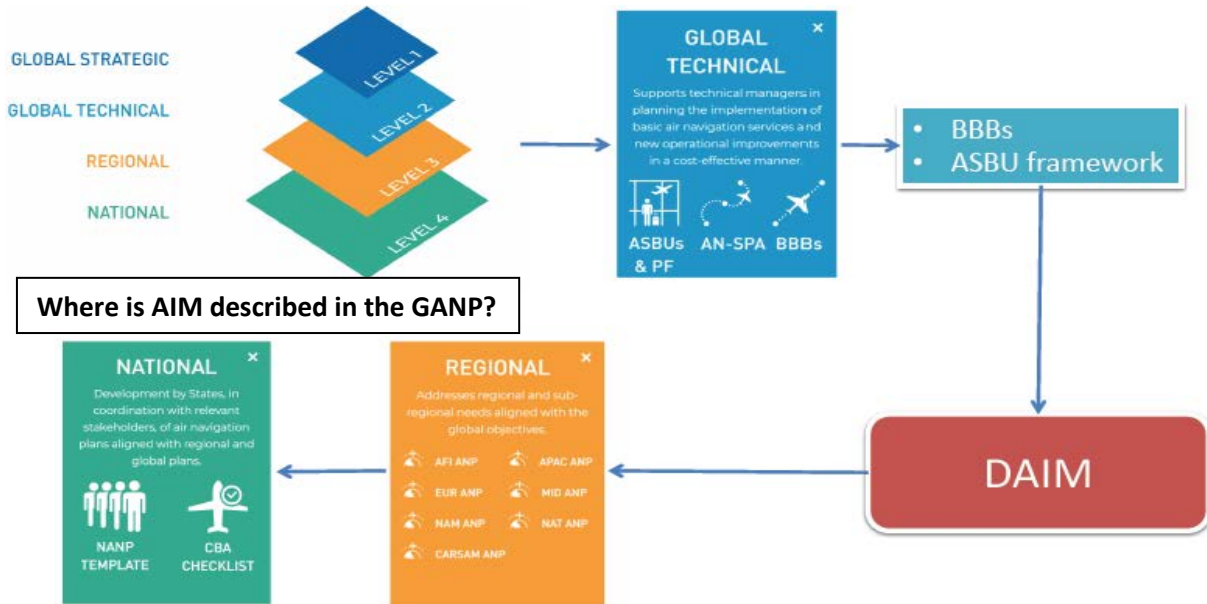 GLOBAL STRATEGIC
GLOBAL TECHNICAL
REGIONAL
NATIONAL
LEVEL 1
LEVEL 2
LEVEL 3
LEVEL 4
×
GLOBAL
TECHNICAL
Supports technical managers in
planning the implementation of
basic air navigation services and
new operational improvements
in a cost-effective manner.
ASBUs
& PF
AN-SPA
BBBs
• BBBs
• ASBU framework
Where is AIM described in the GANP?
DAIM
×
REGIONAL
Addresses regional and sub-
regional needs aligned with the
global objectives.
AFI ANP
APAC ANP
EUR ANP
MID ANP
NAM ANP
NAT ANP
CARSAM ANP
×
NATIONAL
Development by States, in
coordination with relevant
stakeholders, of air navigation
plans aligned with regional and
global plans.
NANP
TEMPLATE
CBA
CHECKLIST